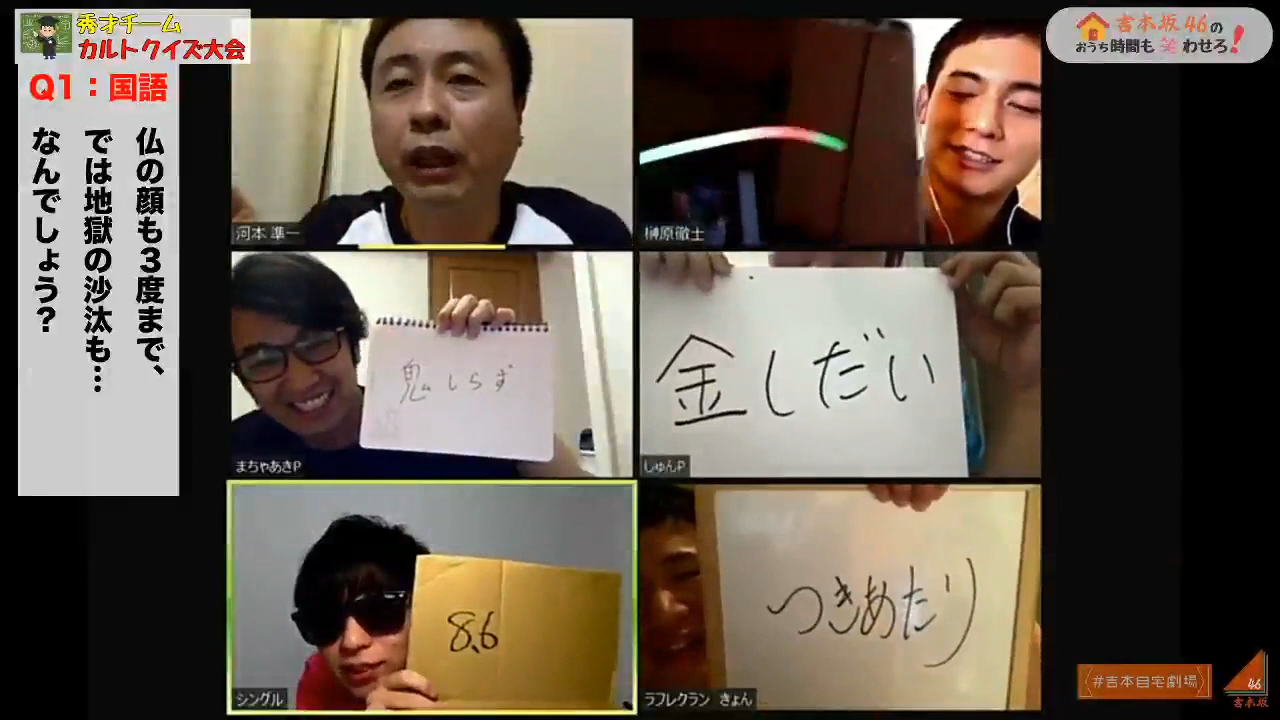 秀才チーム
カルトクイズ大会
Q1：国語
仏の顔も3度まで、
では地獄の沙汰も…
なんでしょう？
吉本坂46の
おうち時間も笑わせろ!
河本 準一
榊原徹士
鬼しらず
まちゃあきP
金しだい
しゅんP
8.6
シングル
つきあたり
ラフレクラン きょん
#吉本自宅劇場
46
吉本坂